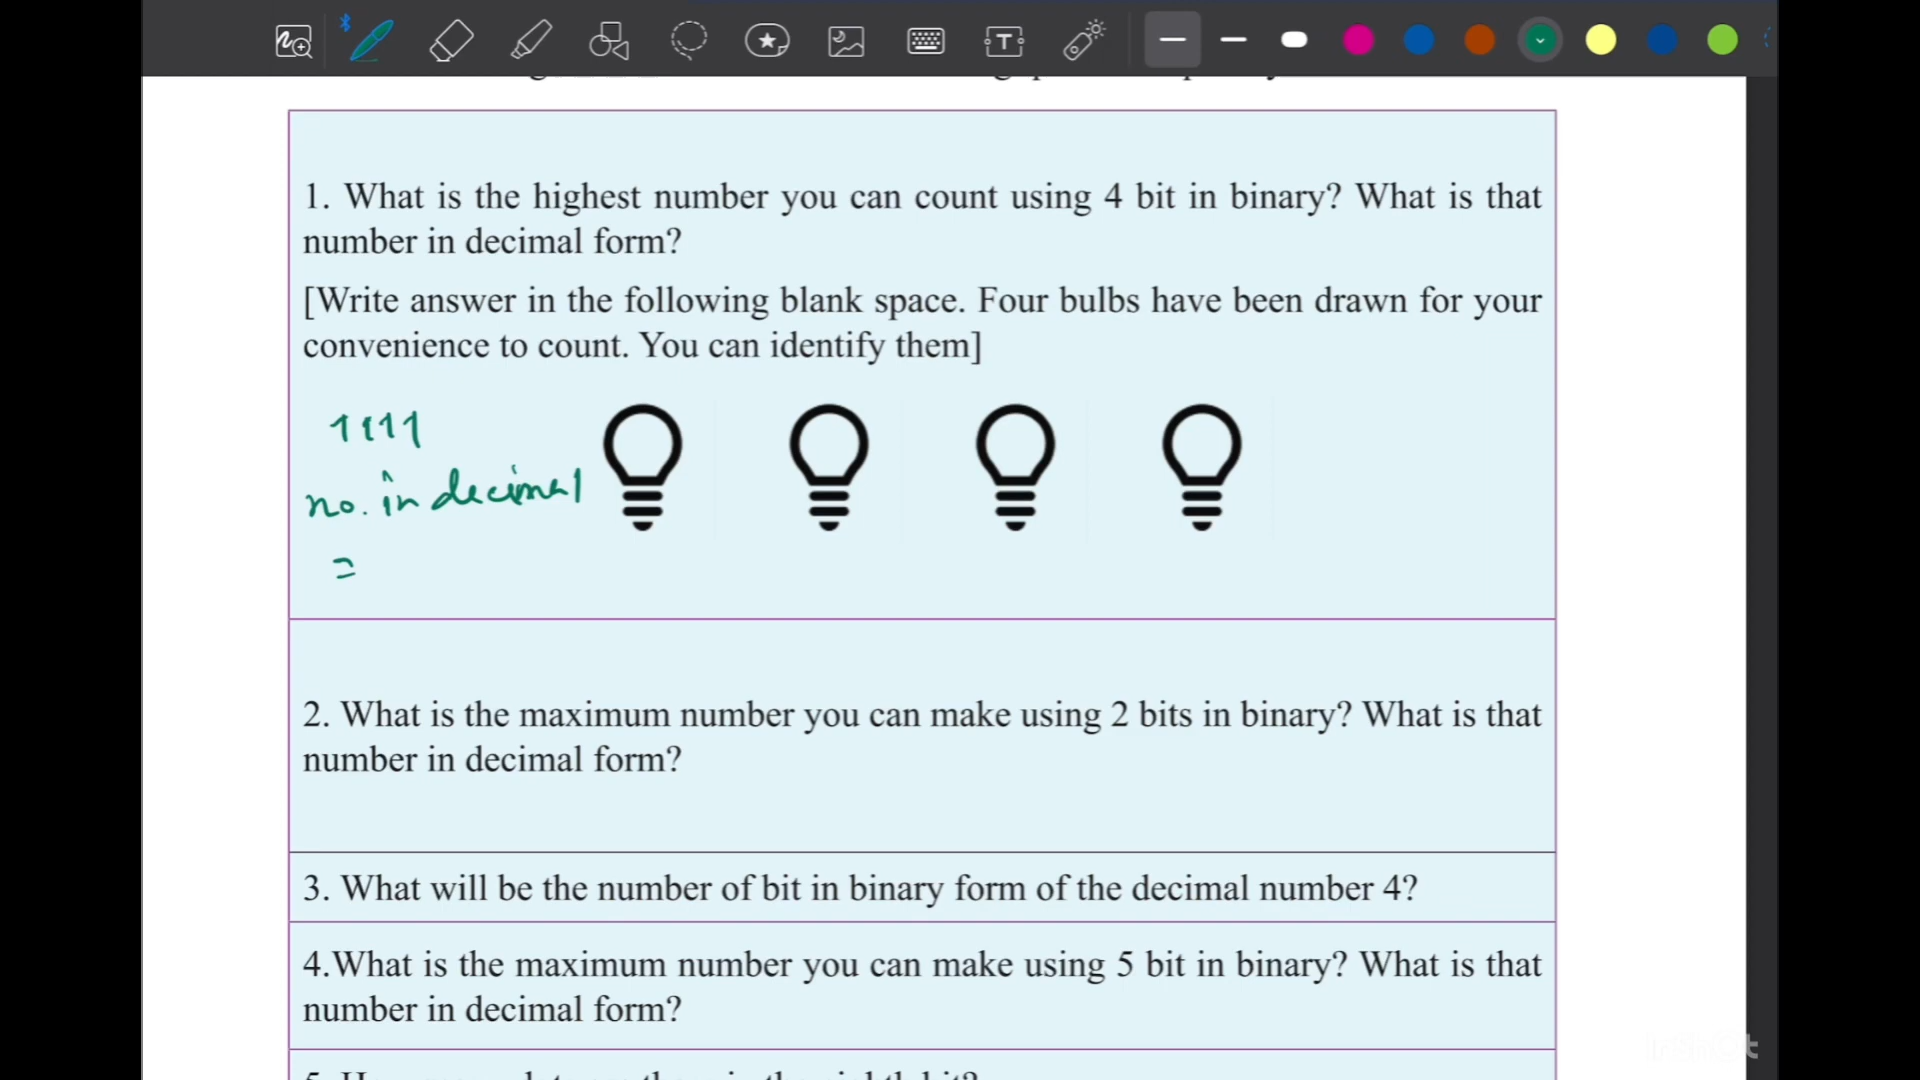 1. What is the highest number you can count using 4 bit in binary? What is that
number in decimal form?
[Write answer in the following blank space. Four bulbs have been drawn for your
convenience to count. You can identify them]
1111
no. in decimal
=
2. What is the maximum number you can make using 2 bits in binary? What is that
number in decimal form?
3. What will be the number of bit in binary form of the decimal number 4?
4.What is the maximum number you can make using 5 bit in binary? What is that
number in decimal form?